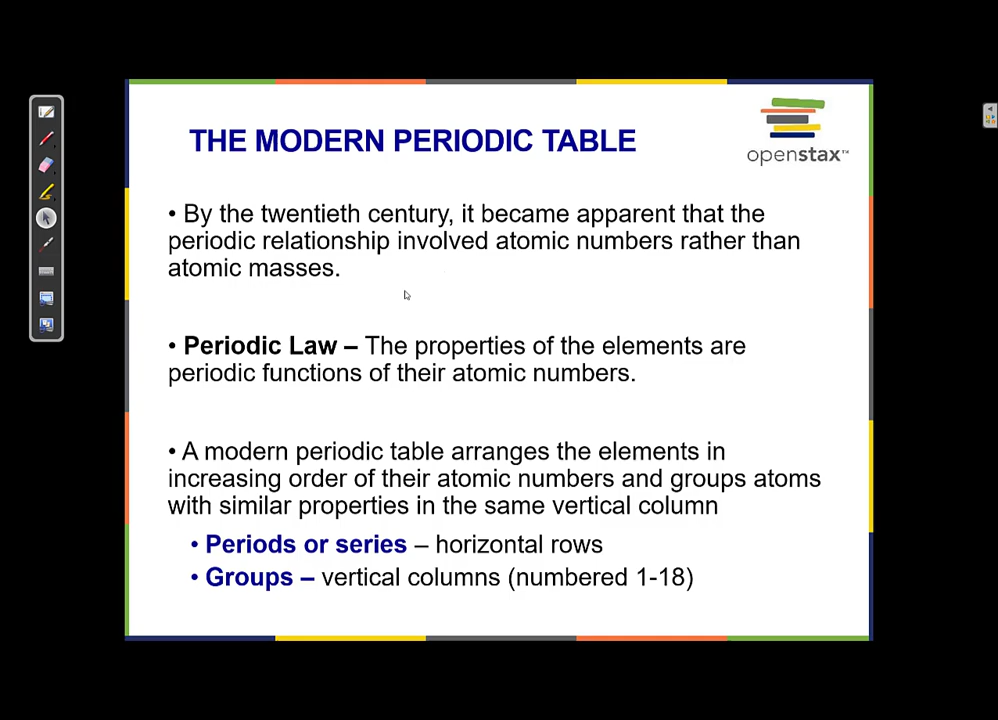 THE MODERN PERIODIC TABLE
openstax™
• By the twentieth century, it became apparent that the
periodic relationship involved atomic numbers rather than
atomic masses.
• Periodic Law – The properties of the elements are
periodic functions of their atomic numbers.
• A modern periodic table arranges the elements in
increasing order of their atomic numbers and groups atoms
with similar properties in the same vertical column
• Periods or series – horizontal rows
• Groups – vertical columns (numbered 1-18)